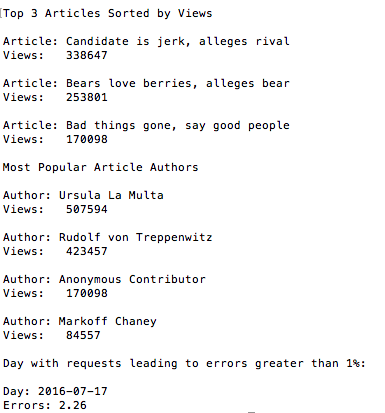 Top 3 Articles Sorted by Views
Article: Candidate is jerk, alleges rival
Views: 338647
Article: Bears love berries, alleges bear
Views: 253801
Article: Bad things gone, say good people
Views: 170098
Most Popular Article Authors
Author: Ursula La Multa
Views: 507594
Author: Rudolf von Treppenwitz
Views: 423457
Author: Anonymous Contributor
Views: 170098
Author: Markoff Chaney
Views: 84557
Day with requests leading to errors greater than 1%:
Day: 2016-07-17
Errors: 2.26